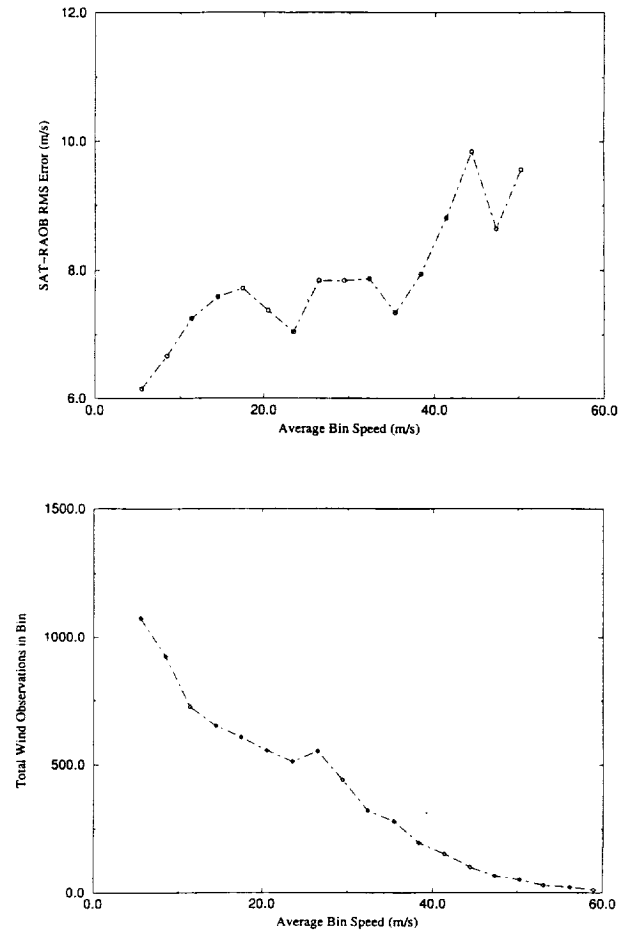 12.0
10.0
8.0
6.0
SAT-RAOB RMS Error (m/s)
0.0 20.0 40.0 60.0
Average Bin Speed (m/s)
1500.0
1000.0
500.0
0.0
Total Wind Observations in Bin
0.0 20.0 40.0 60.0
Average Bin Speed (m/s)